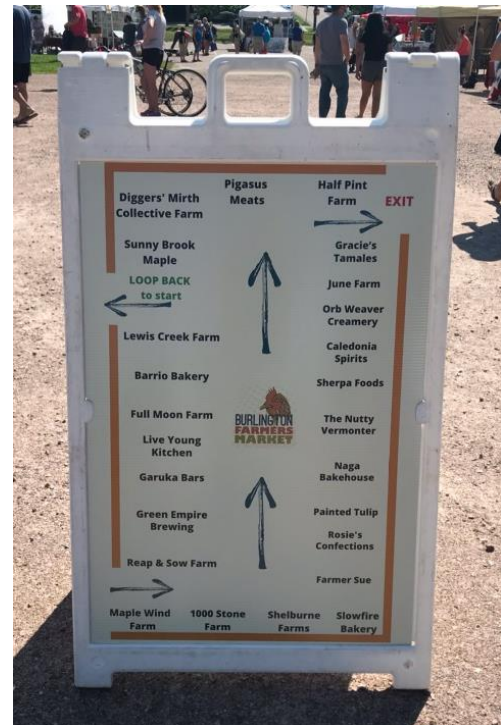 Pigasus
Meats
Half Pint
Farm
EXIT
Diggers' Mirth
Collective Farm
Sunny Brook
Maple
LOOP BACK
to start
Lewis Creek Farm
Barrio Bakery
Full Moon Farm
Live Young
Kitchen
Garuka Bars
Green Empire
Brewing
Reap & Sow Farm
BURLINGTON
FARMERS
MARKET
Gracie's
Tamales
June Farm
Orb Weaver
Creamery
Caledonia
Spirits
Sherpa Foods
The Nutty
Vermonter
Naga
Bakehouse
Painted Tulip
Rosie's
Confections
Farmer Sue
Maple Wind
Farm
1000 Stone
Farm
Shelburne
Farms
Slowfire
Bakery